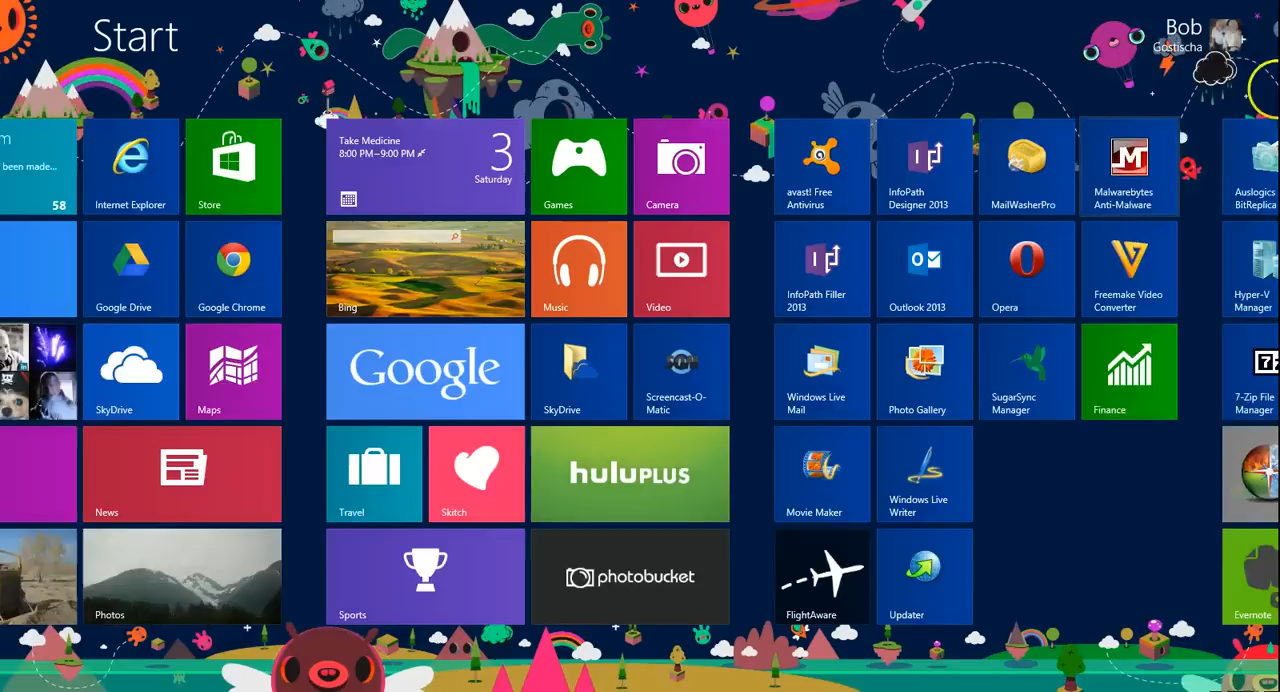 Start
Bob
Gostischa
been made...
58
Internet Explorer
Store
Google Drive
Google Chrome
SkyDrive
Maps
News
Photos
Take Medicine
8:00 PM–9:00 PM
3
Saturday
Games
Camera
Bing
Music
Video
Google
SkyDrive
Screencast-O-
Matic
Travel
Skitch
huluPLUS
Sports
photobucket
avast! Free
Antivirus
InfoPath
Designer 2013
MailWasherPro
Malwarebytes
Anti-Malware
InfoPath Filler
2013
Outlook 2013
Opera
Freemake Video
Converter
Windows Live
Mail
Photo Gallery
SugarSync
Manager
Finance
Movie Maker
Windows Live
Writer
FlightAware
Updater
Auslogics
BitReplica
Hyper-V
Manager
7-Zip File
Manager
Evernote